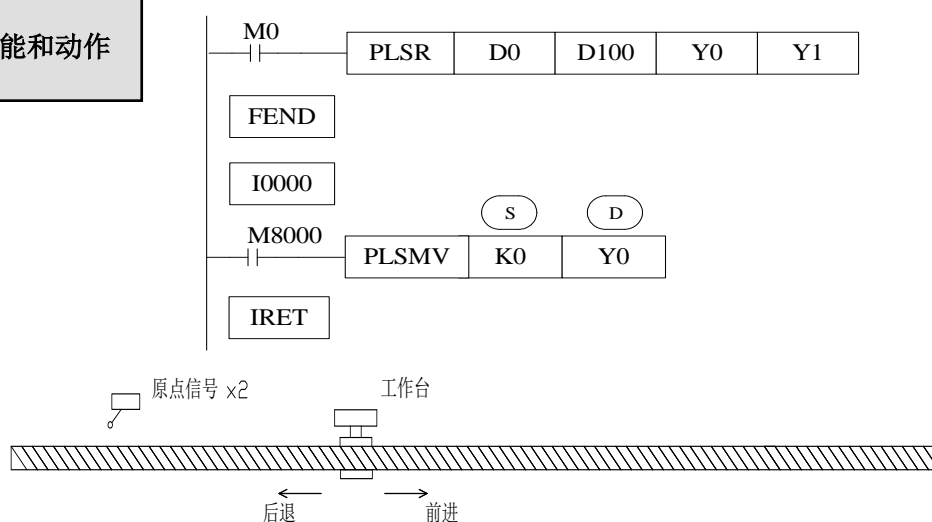 能和动作
M0
PLSR D0 D100 Y0 Y1
FEND
I0000
S D
M8000
PLSMV K0 Y0
IRET
原点信号 x2
工作台
后退 前进